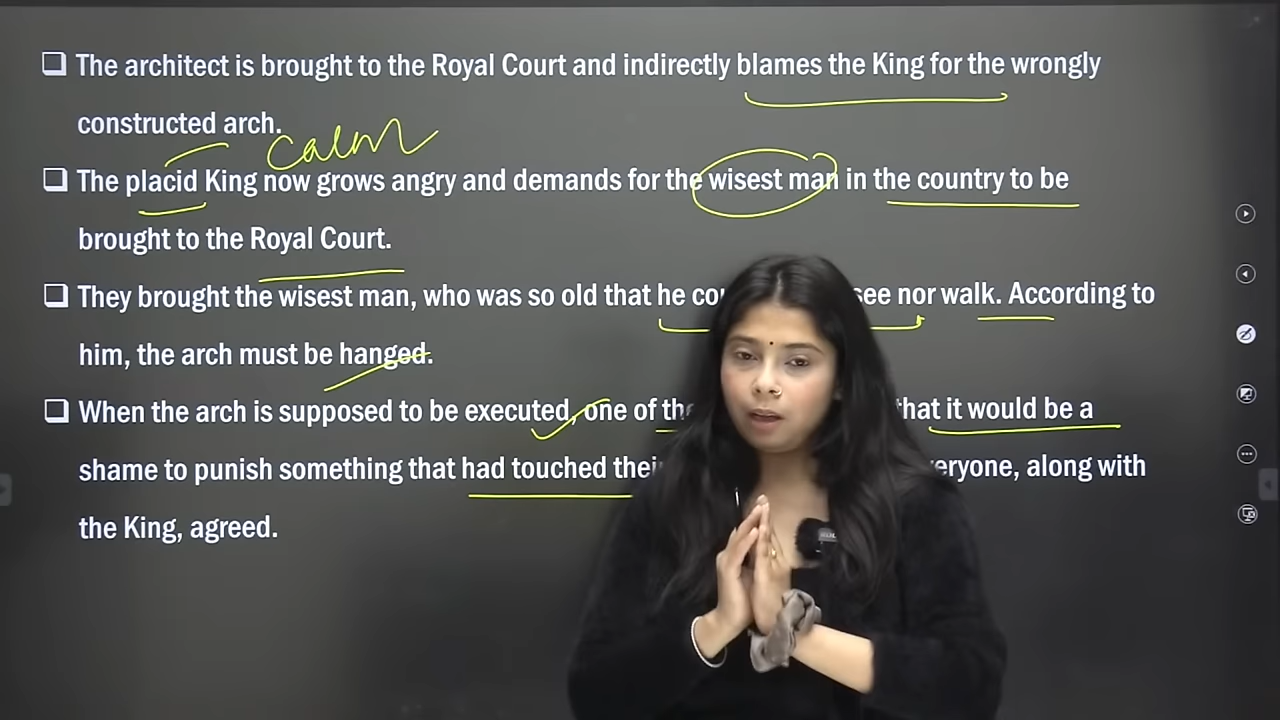 ❑ The architect is brought to the Royal Court and indirectly blames the King for the wrongly
constructed arch.
calm
❑ The placid King now grows angry and demands for the wisest man in the country to be
brought to the Royal Court.
❑ They brought the wisest man, who was so old that he see nor walk. According to
him, the arch must be hanged.
❑ When the arch is supposed to be executed, one of that it would be a
shame to punish something that had touched along with
the King, agreed.